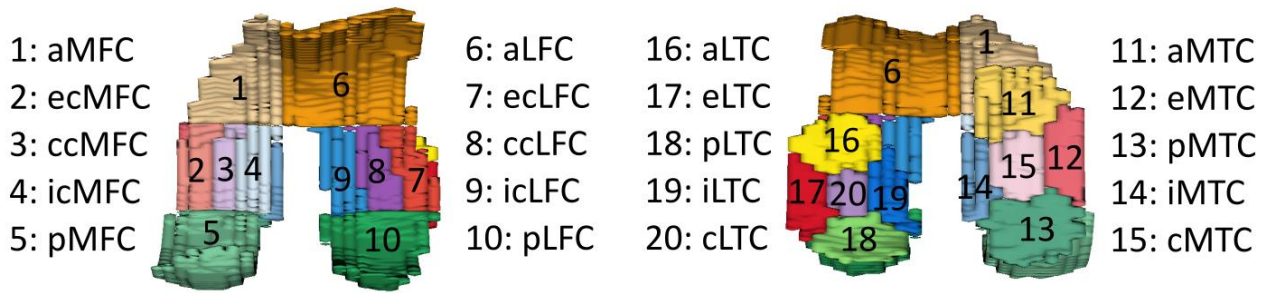 1: aMFC
2: ecMFC
3: ccMFC
4: icMFC
5: pMFC
1
6
2
3
4
9
8
7
5
10
6: aLFC
7: ecLFC
8: ccLFC
9: icLFC
10: pLFC
16: aLTC
17: eLTC
18: pLTC
19: iLTC
20: cLTC
6
1
11
16
15
12
17
20
19
14
18
13
11: aMTC
12: eMTC
13: pMTC
14: iMTC
15: cMTC